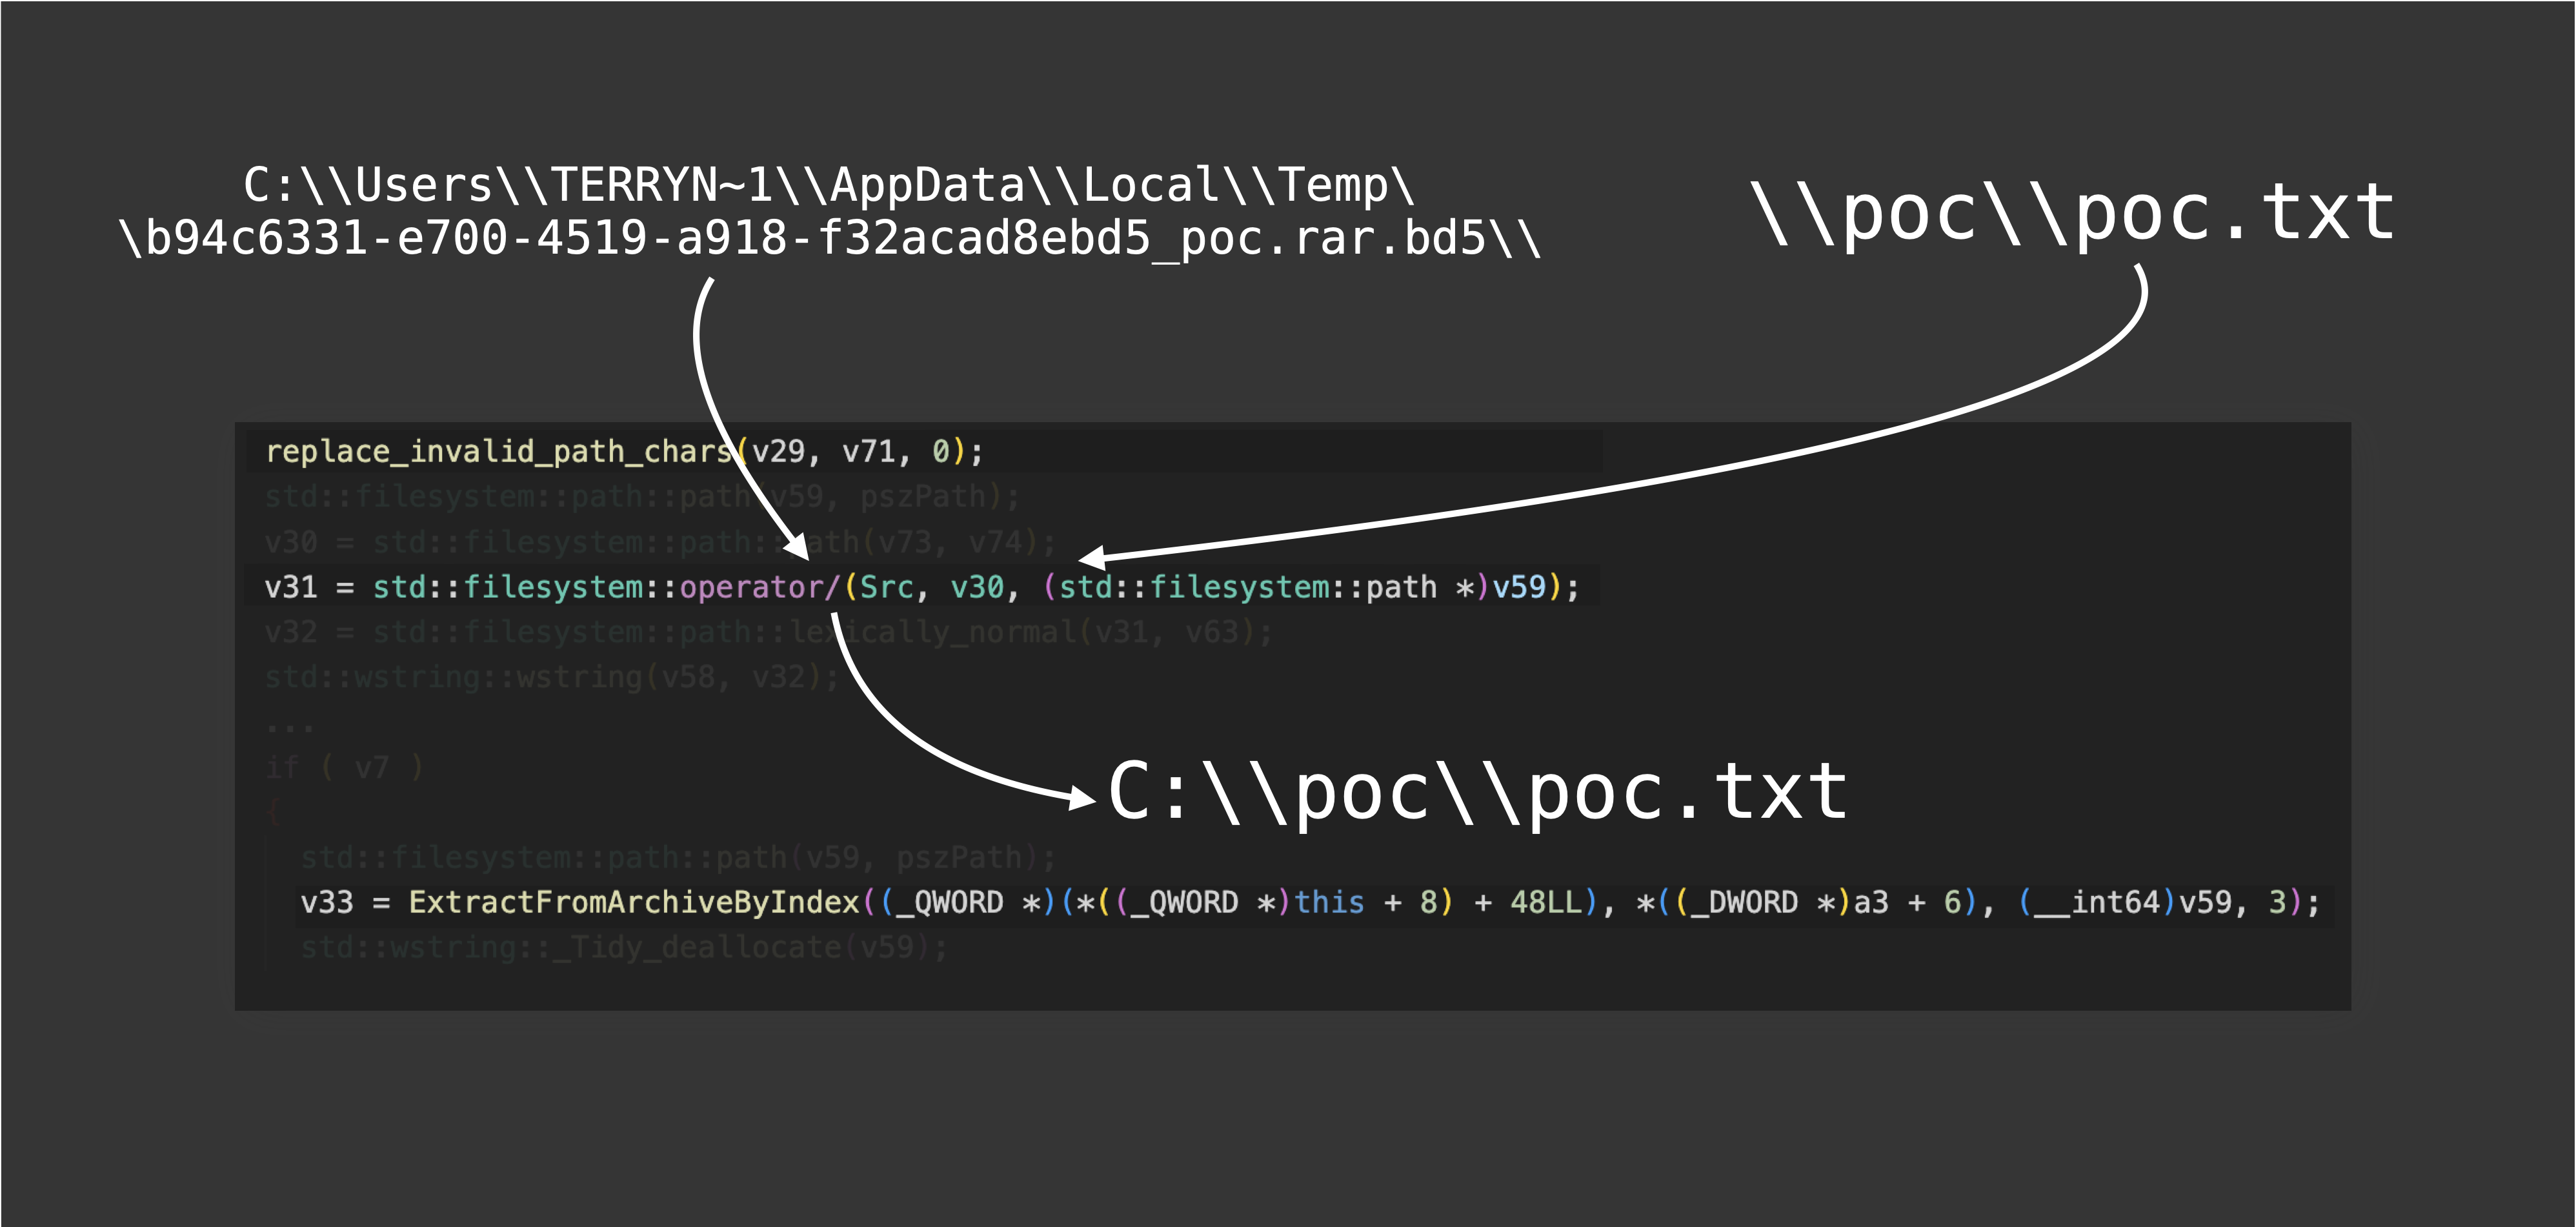 C:\\Users\\TERRYN~1\\AppData\\Local\\Temp\
\b94c6331-e700-4519-a918-f32acad8ebd5_poc.rar.bd5\\
\\poc\\poc.txt
replace_invalid_path_chars(v29, v71, 0);
std::filesystem::path::path(v59, pszPath);
v30 = std::filesystem::path::path(v73, v74);
v31 = std::filesystem::operator/(Src, v30, (std::filesystem::path *)v59);
v32 = std::filesystem::path::lexically_normal(v31, v63);
std::wstring::wstring(v58, v32);
...
if ( v7 )
{
C:\\poc\\poc.txt
std::filesystem::path::path(v59, pszPath);
v33 = ExtractFromArchiveByIndex((_QWORD *)(*((_QWORD *)this + 8) + 48LL), *((_DWORD *)a3 + 6), (__int64)v59, 3);
std::wstring::_Tidy_deallocate(v59);